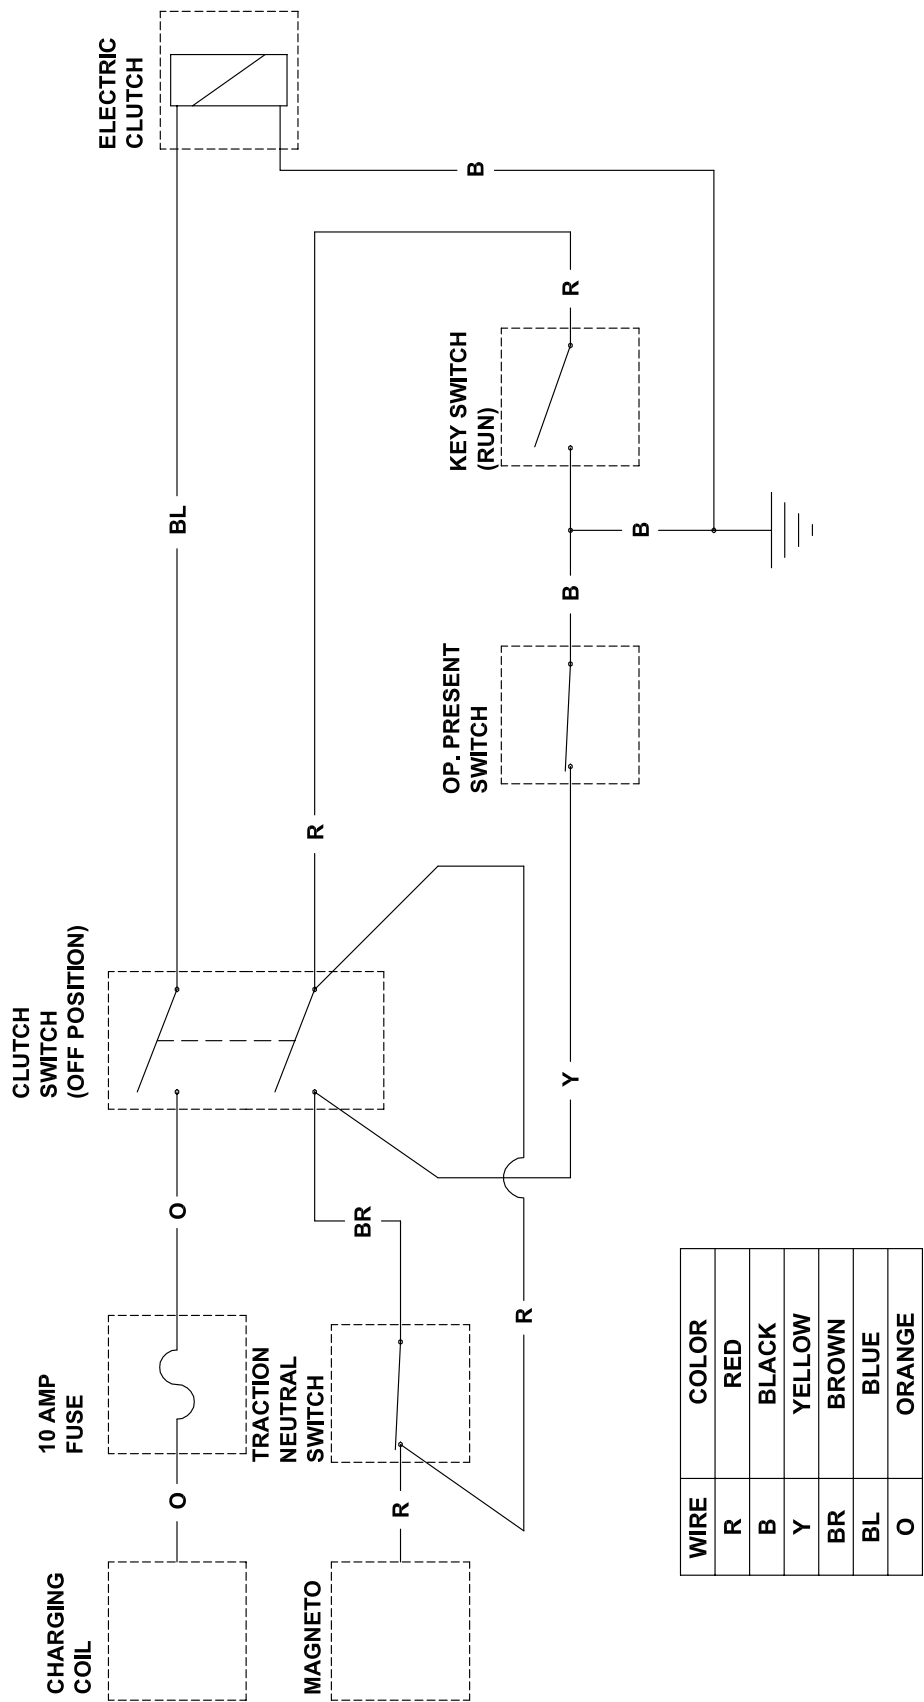 ELECTRIC
CLUTCH
B
R
BL
KEY SWITCH
(RUN)
B
B
OP. PRESENT
SWITCH
R
CLUTCH
SWITCH
(OFF POSITION)
Y
O
BR
R
10 AMP
FUSE
TRACTION
NEUTRAL
SWITCH
O
R
CHARGING
COIL
MAGNETO
WIRE COLOR
R RED
B BLACK
Y YELLOW
BR BROWN
BL BLUE
O ORANGE